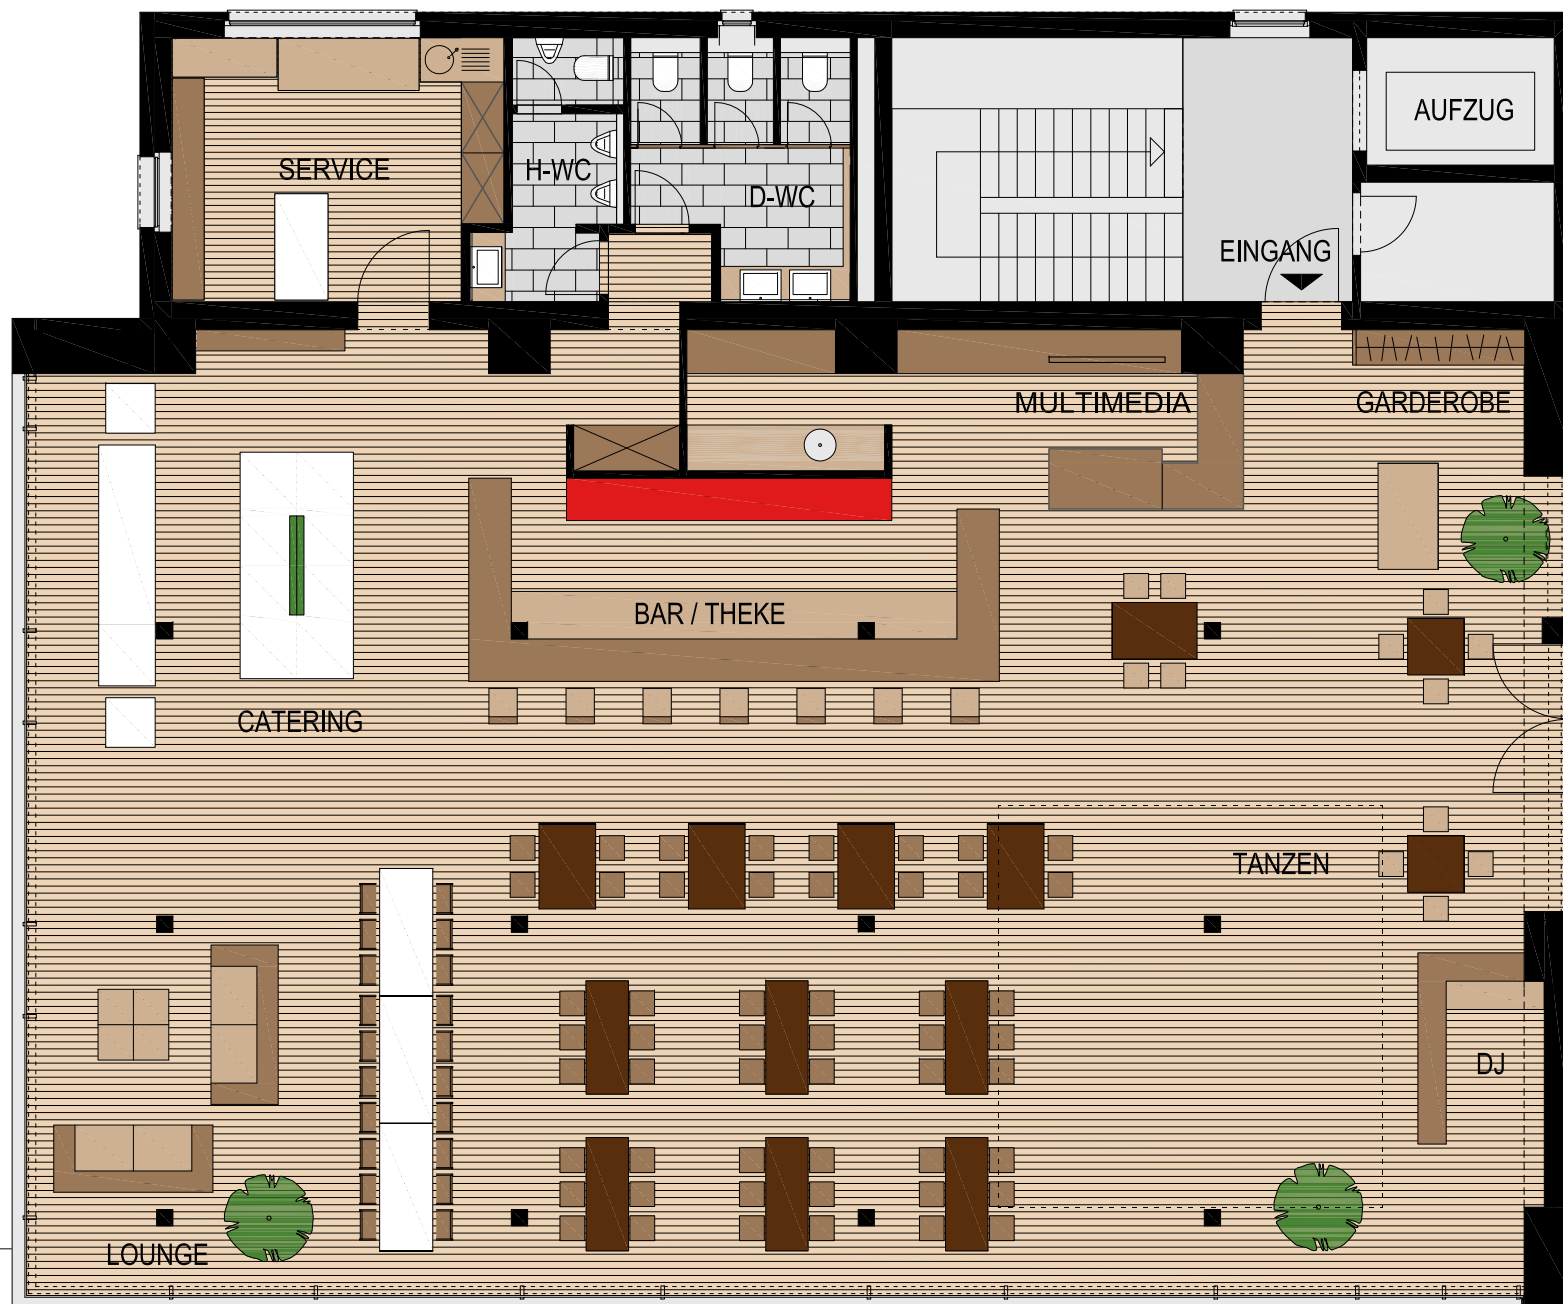 AUFZUG
SERVICE
H-WC
D-WC
EINGANG
MULTIMEDIA
GARDEROBE
BAR / THEKE
CATERING
TANZEN
DJ
LOUNGE